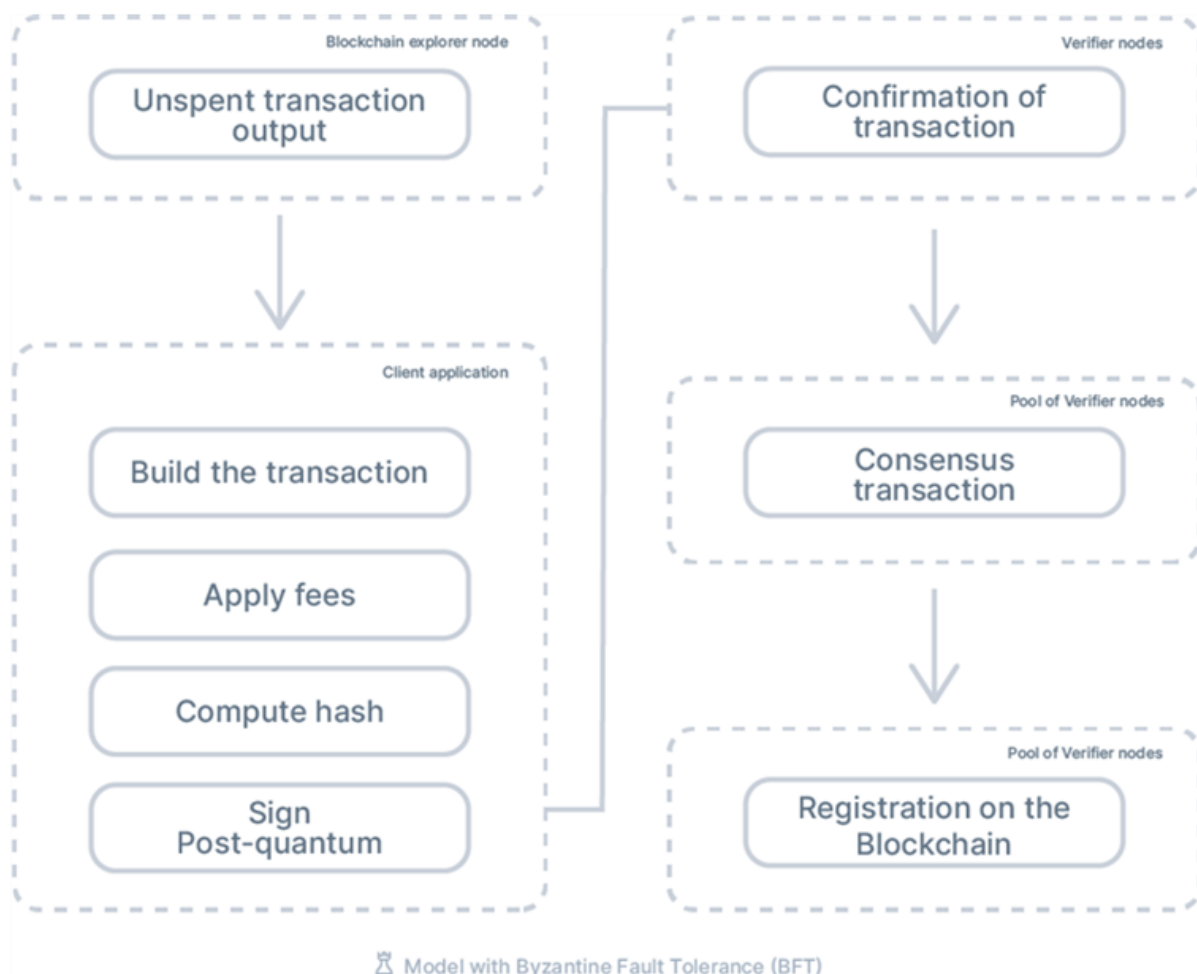 Blockchain explorer node
Unspent transaction
output
Client application
Build the transaction
Apply fees
Compute hash
Sign
Post-quantum
Verifier nodes
Confirmation of
transaction
Pool of Verifier nodes
Consensus
transaction
Pool of Verifier nodes
Registration on the
Blockchain
Model with Byzantine Fault Tolerance (BFT)